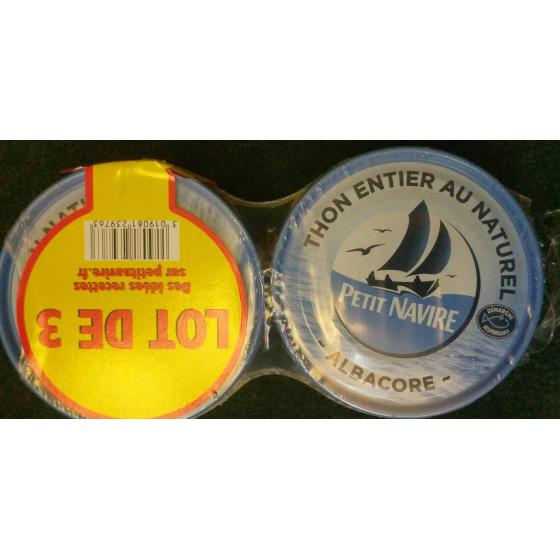 THON ENTIER AU NATUREL
PETIT NAVIRE
- ALBACORE -
DÉMARCHE
RESPONSABLE
LOT DE 3
Des idées recettes
sur petitnavire.fr
3 019081 239763